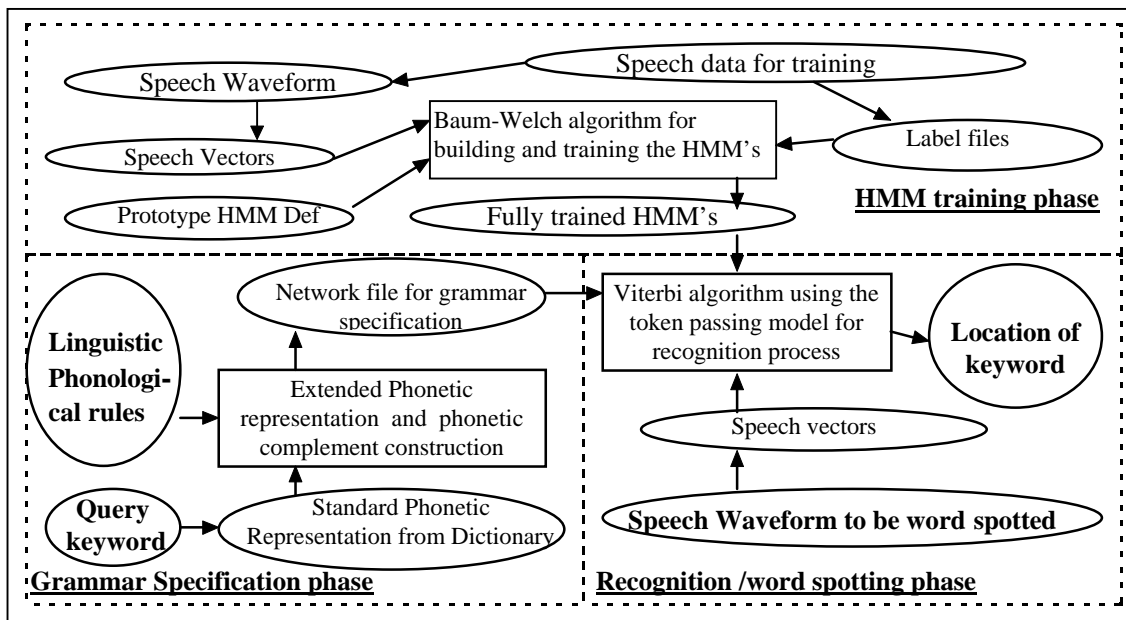 Speech data for training
Speech Waveform
Baum-Welch algorithm for
building and training the HMM's
Label files
Speech Vectors
HMM training phase
Prototype HMM Def
Fully trained HMM's
Network file for grammar
specification
Viterbi algorithm using the
token passing model for
recognition process
Location of
keyword
Linguistic
Phonologi-
cal rules
Extended Phonetic
representation and phonetic
complement construction
Speech vectors
Query
keyword
Standard Phonetic
Representation from Dictionary
Speech Waveform to be word spotted
Grammar Specification phase
Recognition /word spotting phase